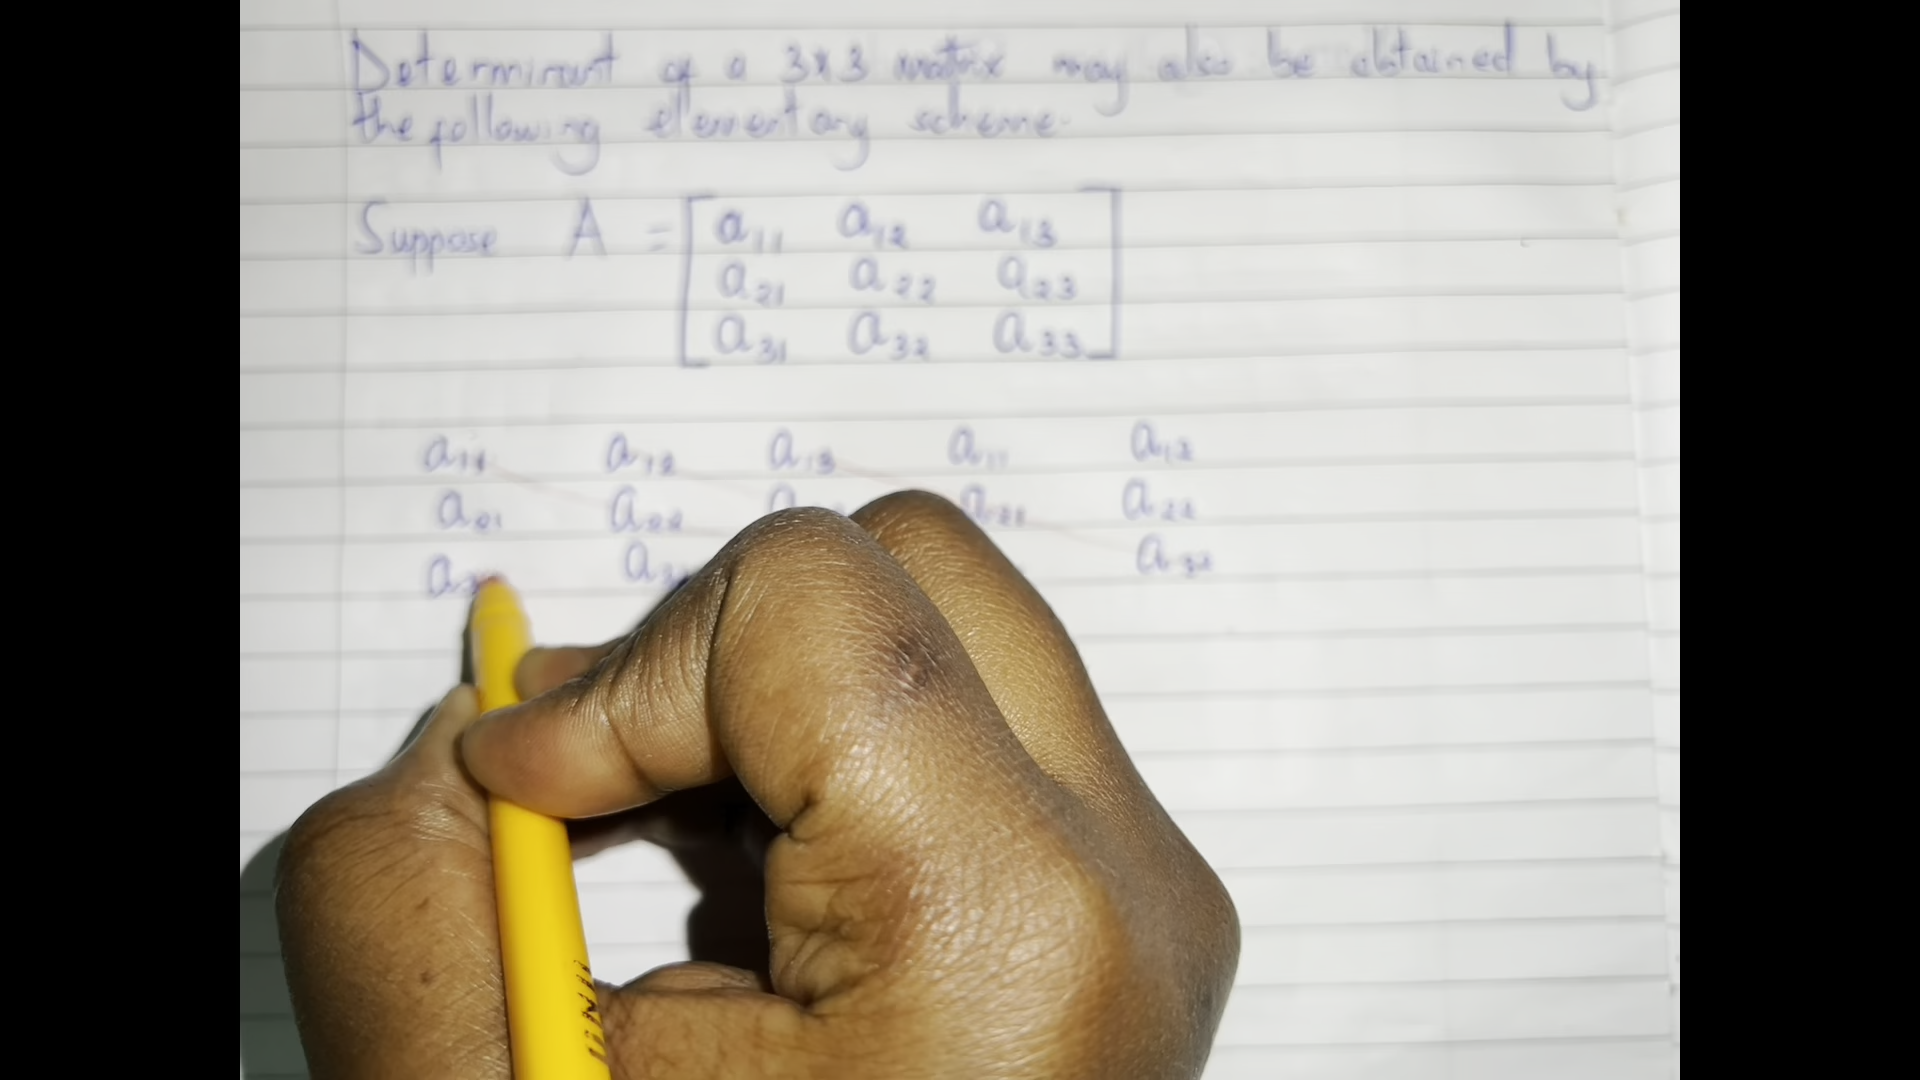 Determinant of a 3x3 matrix may also be obtained by
the following elementary scheme.
Suppose A = [a11 a12 a13
a21 a22 a23
a31 a32 a33]
a11 a12 a13 a11 a12
a21 a22 a21 a22
a32